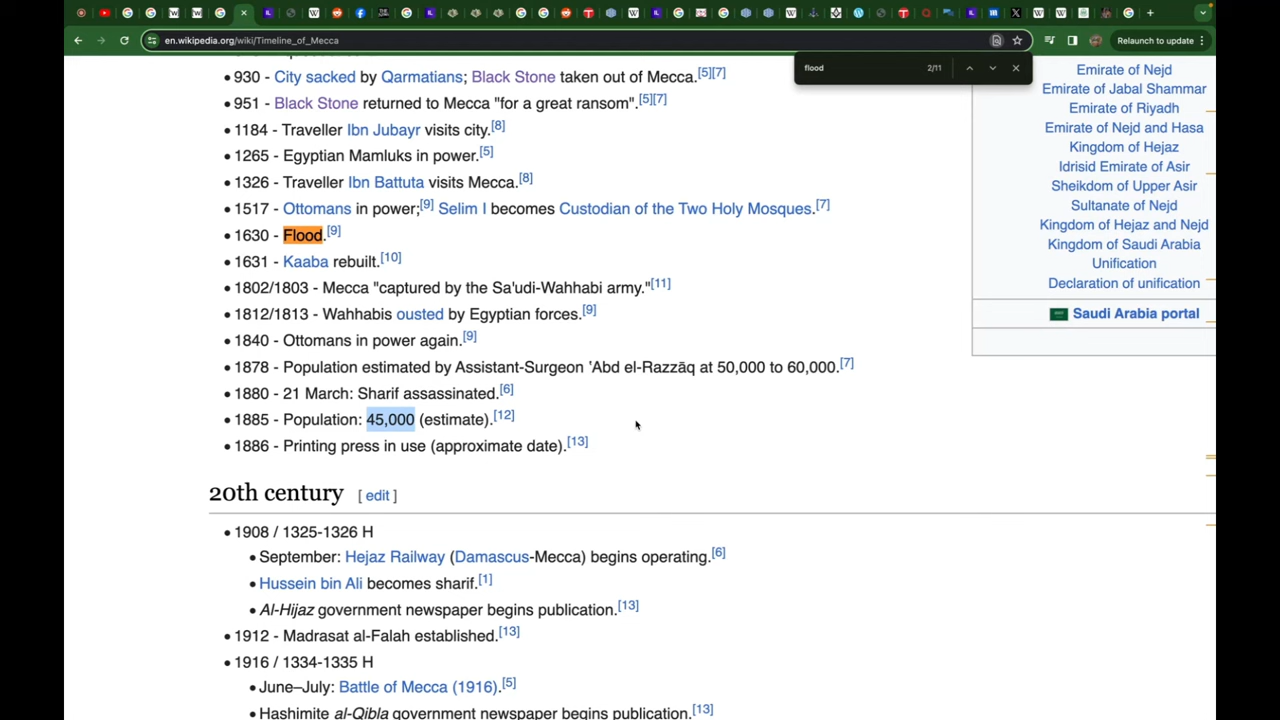 en.wikipedia.org/wiki/Timeline_of_Mecca
Relaunch to update
flood
2/11
• 930 - City sacked by Qarmatians; Black Stone taken out of Mecca.[5][7]
• 951 - Black Stone returned to Mecca "for a great ransom".[5][7]
• 1184 - Traveller Ibn Jubayr visits city.[8]
• 1265 - Egyptian Mamluks in power.[5]
• 1326 - Traveller Ibn Battuta visits Mecca.[8]
• 1517 - Ottomans in power;[9] Selim I becomes Custodian of the Two Holy Mosques.[7]
• 1630 - Flood.[9]
• 1631 - Kaaba rebuilt.[10]
• 1802/1803 - Mecca "captured by the Sa'udi-Wahhabi army."[11]
• 1812/1813 - Wahhabis ousted by Egyptian forces.[9]
• 1840 - Ottomans in power again.[9]
• 1878 - Population estimated by Assistant-Surgeon 'Abd el-Razzāq at 50,000 to 60,000.[7]
• 1880 - 21 March: Sharif assassinated.[6]
• 1885 - Population: 45,000 (estimate).[12]
• 1886 - Printing press in use (approximate date).[13]
20th century [ edit ]
• 1908 / 1325-1326 H
• September: Hejaz Railway (Damascus-Mecca) begins operating.[6]
• Hussein bin Ali becomes sharif.[1]
• Al-Hijaz government newspaper begins publication.[13]
• 1912 - Madrasat al-Falah established.[13]
• 1916 / 1334-1335 H
• June–July: Battle of Mecca (1916).[5]
• Hashimite al-Qibla government newspaper begins publication.[13]
Emirate of Nejd
Emirate of Jabal Shammar
Emirate of Riyadh
Emirate of Nejd and Hasa
Kingdom of Hejaz
Idrisid Emirate of Asir
Sheikdom of Upper Asir
Sultanate of Nejd
Kingdom of Hejaz and Nejd
Kingdom of Saudi Arabia
Unification
Declaration of unification
Saudi Arabia portal